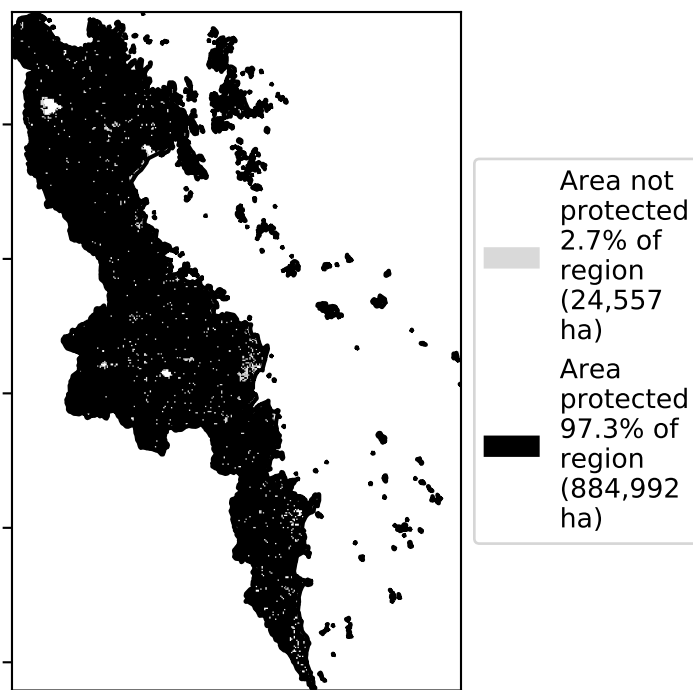 Area not
protected
2.7% of
region
(24,557
ha)
Area
protected
97.3% of
region
(884,992
ha)